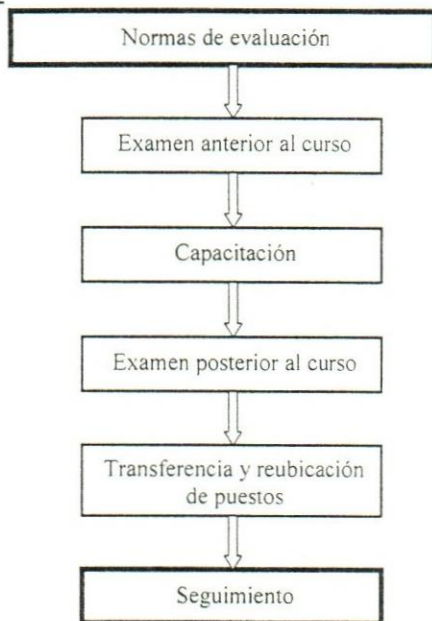 Normas de evaluación
Examen anterior al curso
Capacitación
Examen posterior al curso
Transferencia y reubicación
de puestos
Seguimiento